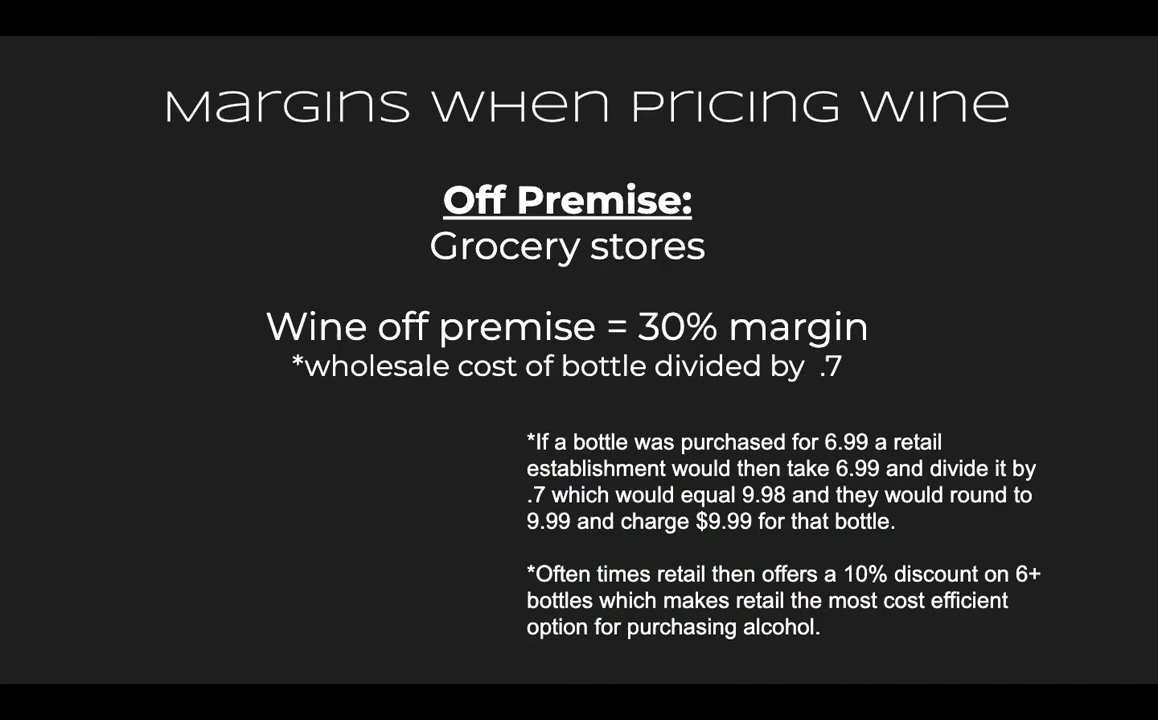 Margins when pricing wine
Off Premise:
Grocery stores
Wine off premise = 30% margin
*wholesale cost of bottle divided by .7
*If a bottle was purchased for 6.99 a retail
establishment would then take 6.99 and divide it by
.7 which would equal 9.98 and they would round to
9.99 and charge $9.99 for that bottle.
*Often times retail then offers a 10% discount on 6+
bottles which makes retail the most cost efficient
option for purchasing alcohol.